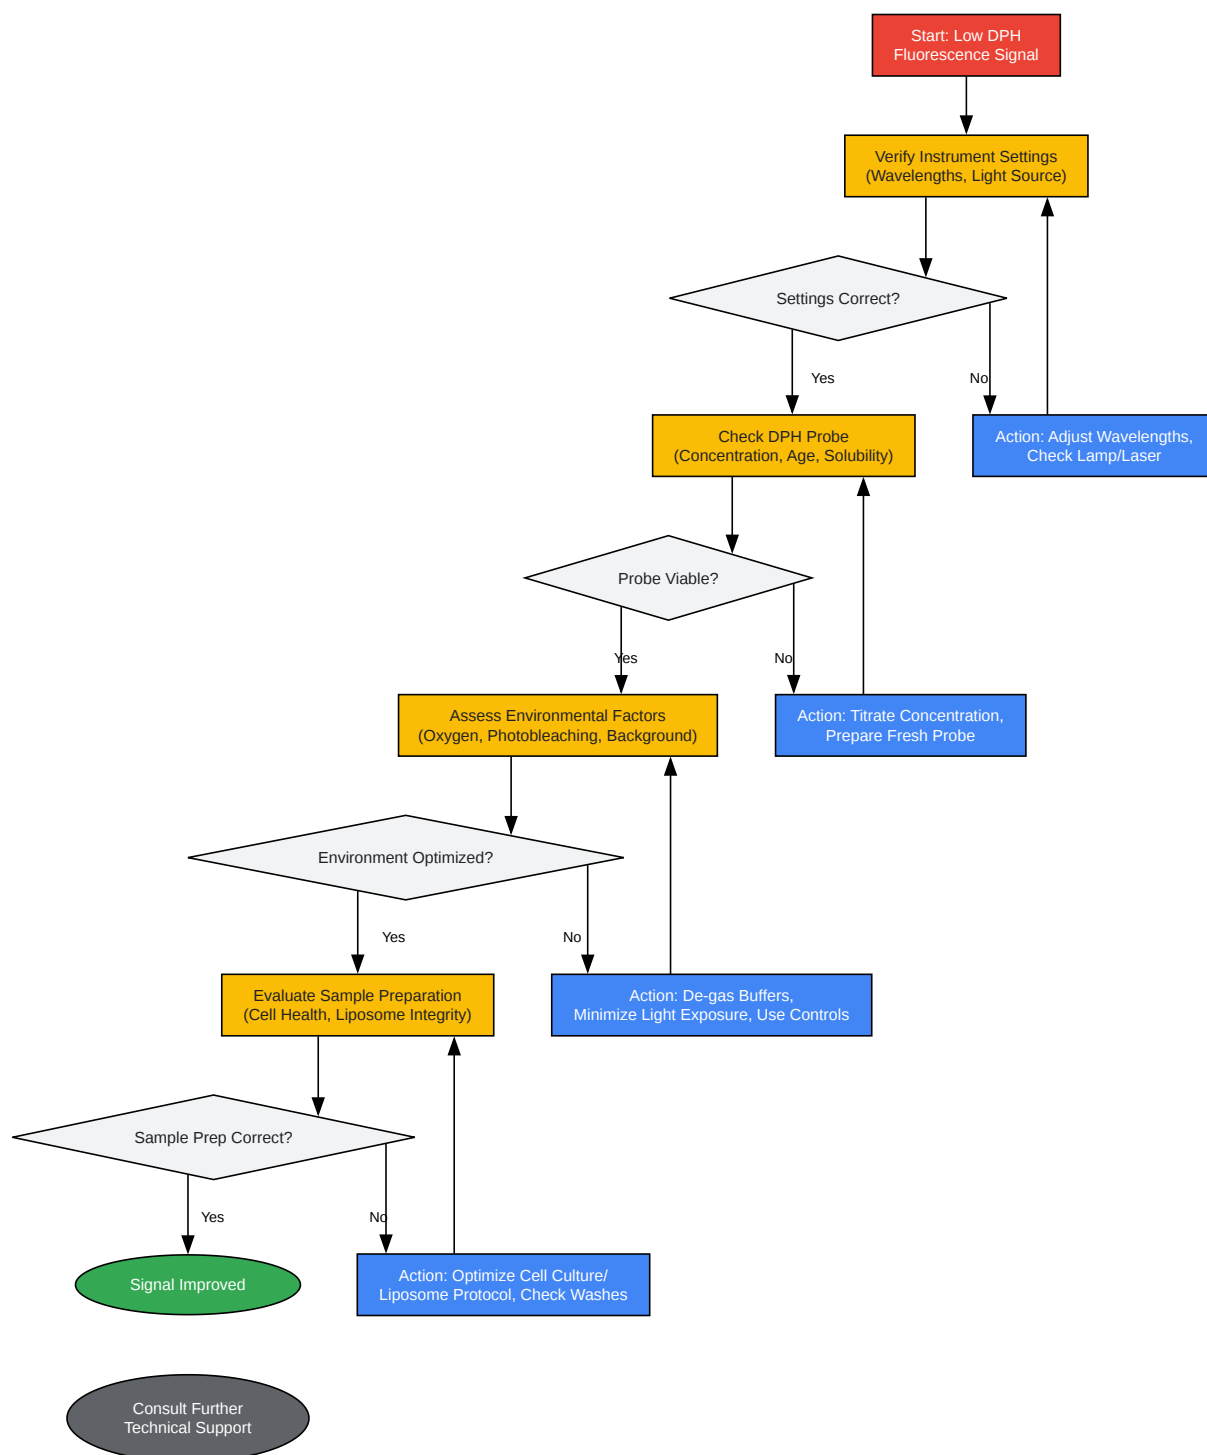 Start: Low DPH
Fluorescence Signal
Verify Instrument Settings
(Wavelengths, Light Source)
Settings Correct?
Yes
No
Check DPH Probe
(Concentration, Age, Solubility)
Action: Adjust Wavelengths,
Check Lamp/Laser
Probe Viable?
Yes
No
Assess Environmental Factors
(Oxygen, Photobleaching, Background)
Action: Titrate Concentration,
Prepare Fresh Probe
Environment Optimized?
Yes
No
Evaluate Sample Preparation
(Cell Health, Liposome Integrity)
Action: De-gas Buffers,
Minimize Light Exposure, Use Controls
Sample Prep Correct?
Yes
No
Signal Improved
Action: Optimize Cell Culture/
Liposome Protocol, Check Washes
Consult Further
Technical Support